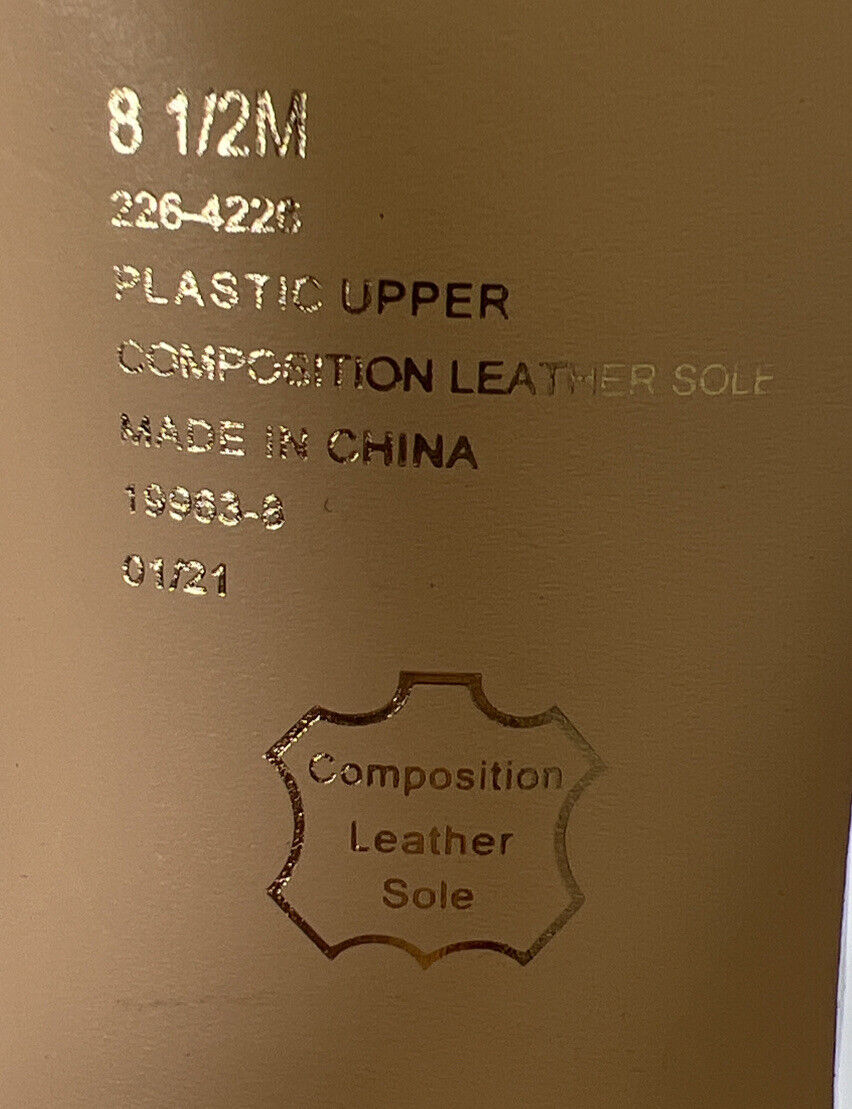 8 1/2M
226-4226
PLASTIC UPPER
COMPOSITION LEATHER SOLE
MADE IN CHINA
19963-8
01/21
Composition
Leather
Sole